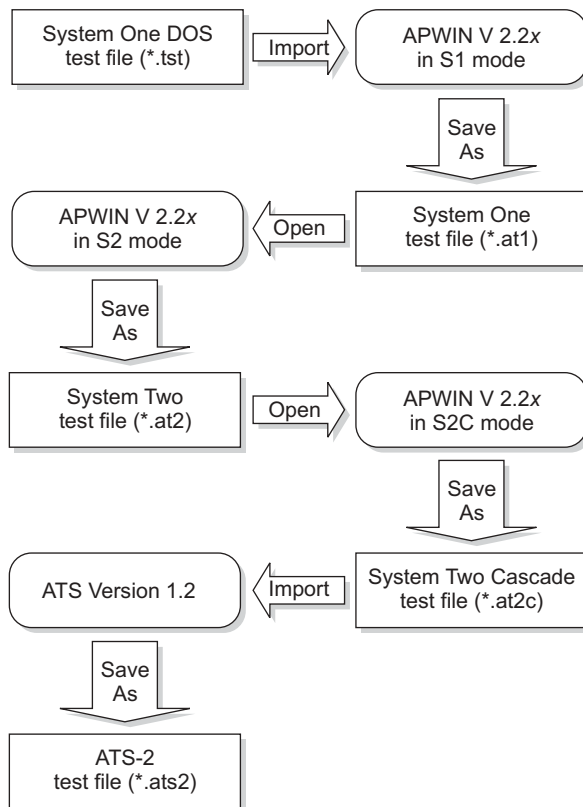 System One DOS
test file (*.tst)
Import
APWIN V 2.2x
in S1 mode
Save
As
System One
test file (*.at1)
Open
APWIN V 2.2x
in S2 mode
Save
As
System Two
test file (*.at2)
Open
APWIN V 2.2x
in S2C mode
Save
As
System Two Cascade
test file (*.at2c)
Import
ATS Version 1.2
Save
As
ATS-2
test file (*.ats2)